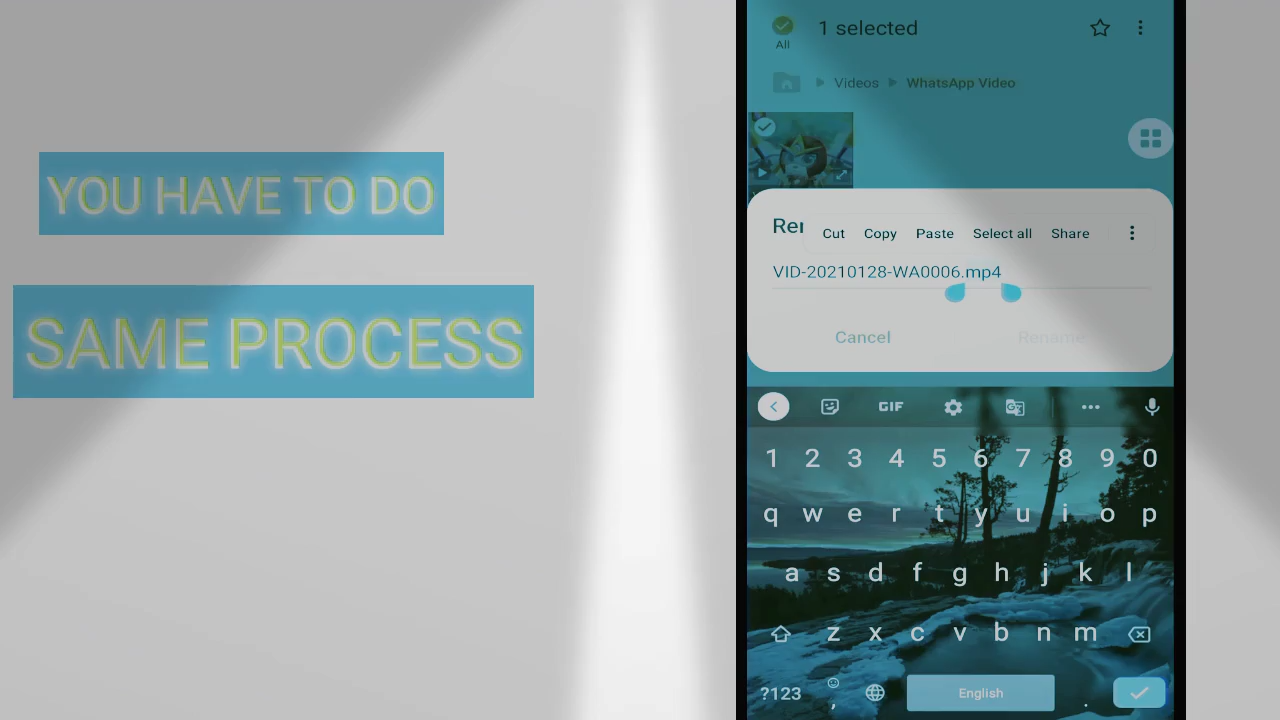 YOU HAVE TO DO
SAME PROCESS
1 selected
All
Videos WhatsApp Video
Cut Copy Paste Select all Share
VID-20210128-WA0006.mp4
Cancel Rename
GIF
1 2 3 4 5 6 7 8 9 0
q w e r t y u i o p
a s d f g h j k l
z x c v b n m
?123 , English .